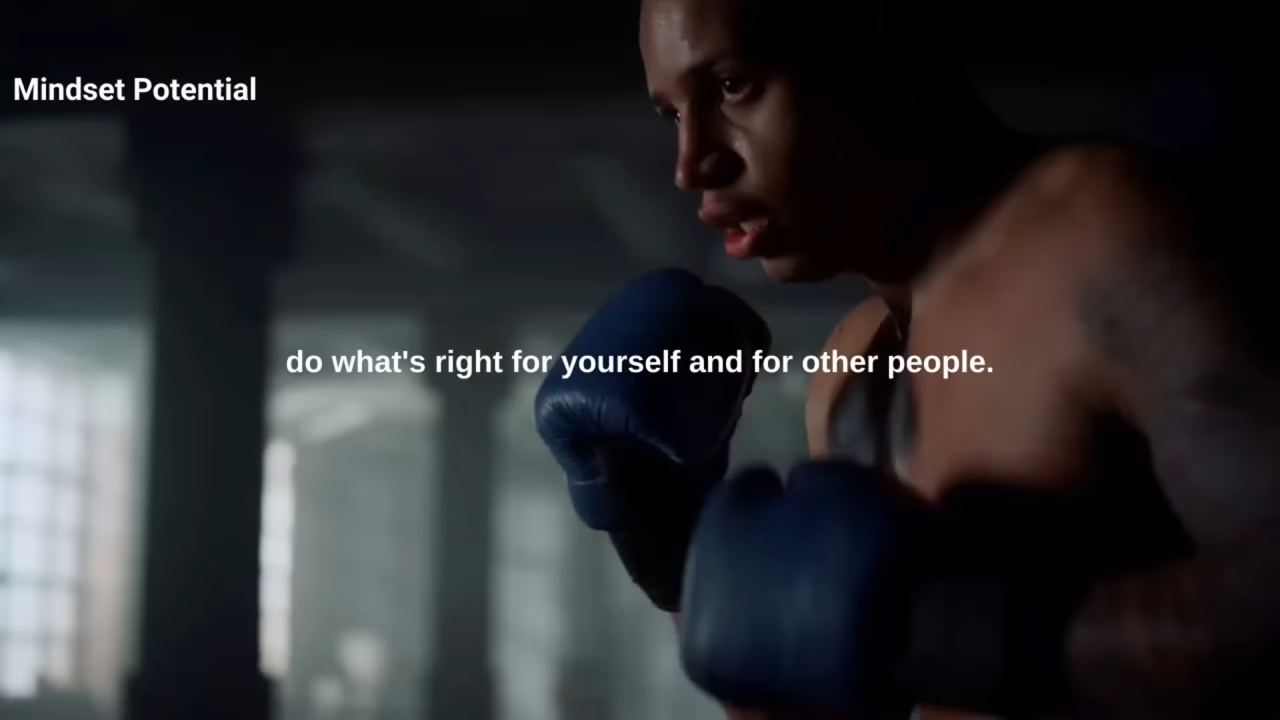 Mindset Potential
do what's right for yourself and for other people.